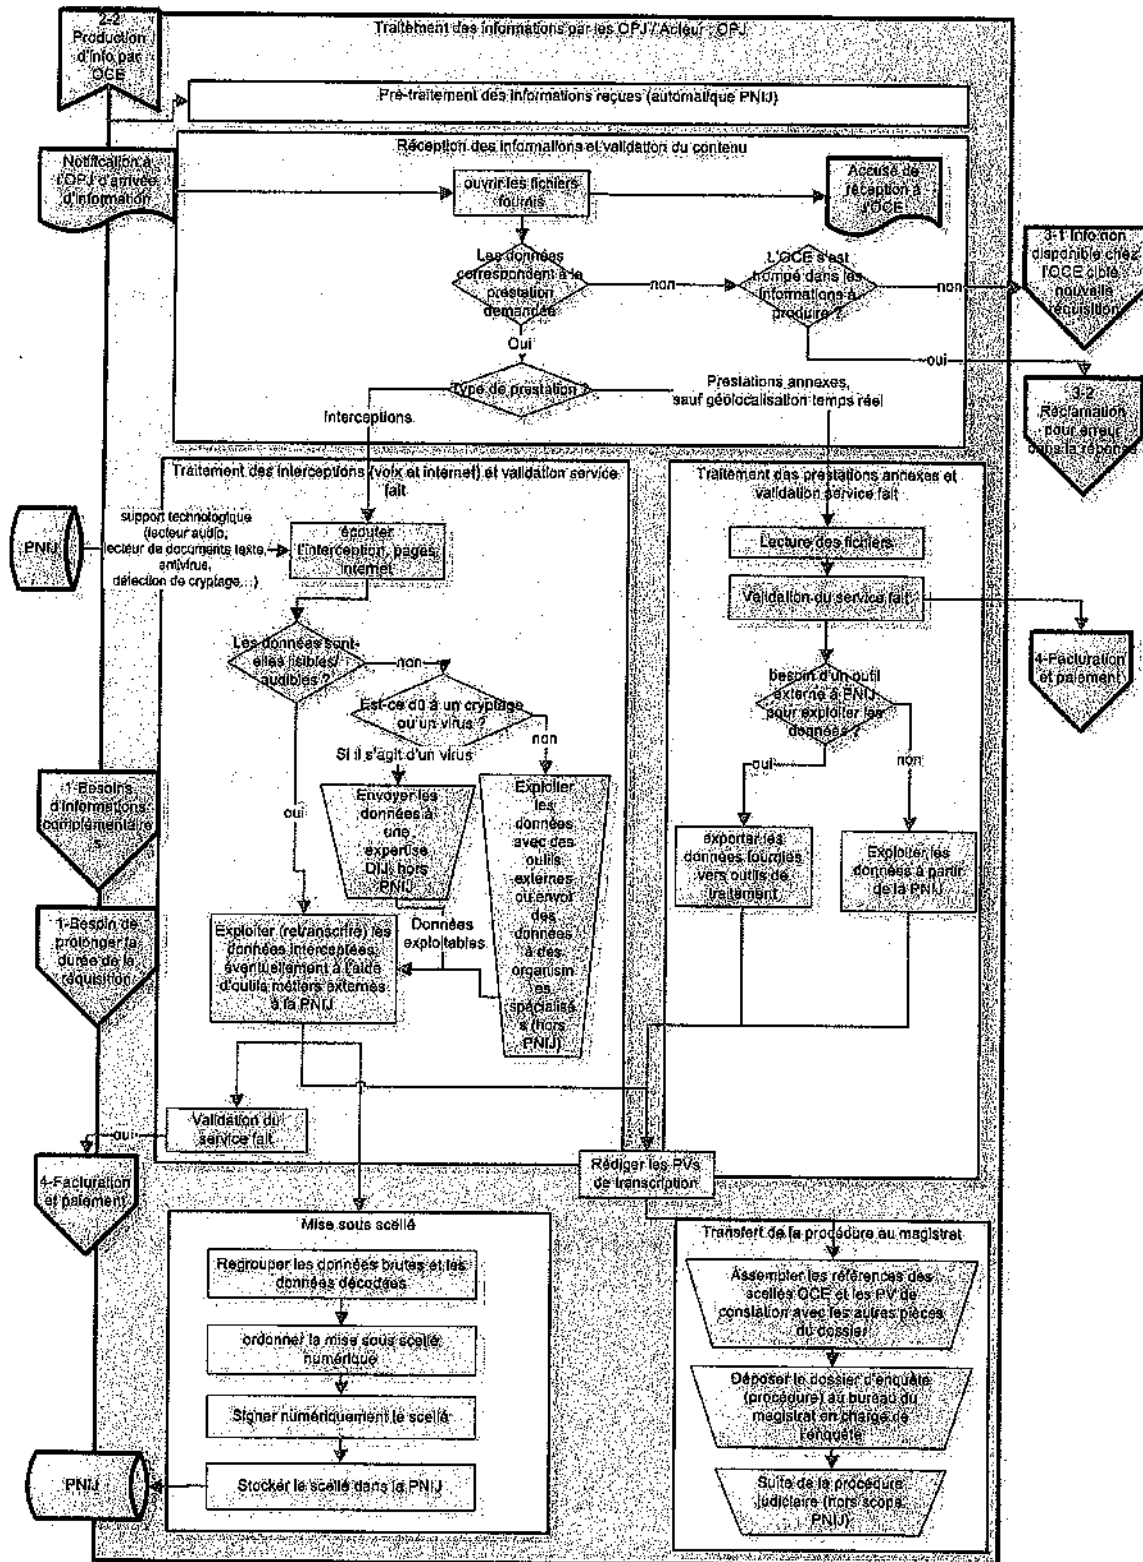 2-2
Production
d'info par
OCE
Traitement des informations par les OPJ / Acteur : OPJ
Pré-traitement des informations reçues (automatique PNIJ)
Réception des informations et validation du contenu
Notification à
l'OPJ d'arrivée
d'information
ouvrir les fichiers
fournis
Accusé de
réception à
l'OCE
Les données
correspondent à la
prestation
demandée
non
L'OCE s'est
trompé dans les
informations à
produire ?
non
3-1 Info non
disponible chez
l'OCE ciblé
nouvelle
réquisition
Oui
oui
Type de prestation ?
Prestations annexes,
sauf géolocalisation temps réel
Interceptions
3-2
Réclamation
pour erreur
dans la réponse
Traitement des interceptions (voix et internet) et validation service
fait
Traitement des prestations annexes et
validation service fait
PNIJ
support technologique
(lecteur audio,
lecteur de documents texte,
antivirus,
détection de cryptage…)
écouter
l'interception, pages
internet
Lecture des fichiers
Validation du service fait
4-Facturation
et paiement
Les données sont-
elles lisibles/
audibles ?
non
Est-ce dû à un cryptage
ou un virus ?
non
Si il s'agit d'un virus
besoin d'un outil
externe à PNIJ
pour exploiter les
données ?
oui
non
1-Besoins
d'informations
complémentaire
s
oui
Envoyer les
données à
une
expertise
DIJ, hors
PNIJ
Exploiter
les
données
avec des
outils
externes
ou envoi
des
données
à des
organism
es
spécialisé
s (hors
PNIJ)
exporter les
données fournies
vers outils de
traitement
Exploiter les
données à partir
de la PNIJ
1-Besoin de
prolonger la
durée de la
réquisition
Données
exploitables
Exploiter (retranscrire) les
données interceptées,
éventuellement à l'aide
d'outils métiers externes
à la PNIJ
Validation du
service fait
oui
4-Facturation
et paiement
Rédiger les PVs
de transcription
Mise sous scellé
Regrouper les données brutes et les
données décodées
ordonner la mise sous scellé
numérique
Signer numériquement le scellé
Stocker le scellé dans la PNIJ
PNIJ
Transfert de la procédure au magistrat
Assembler les références des
scellés OCE et les PV de
constation avec les autres pièces
du dossier
Déposer le dossier d'enquête
(procédure) au bureau du
magistrat en charge de
l'enquête
Suite de la procédure
judiciaire (hors scope
PNIJ)